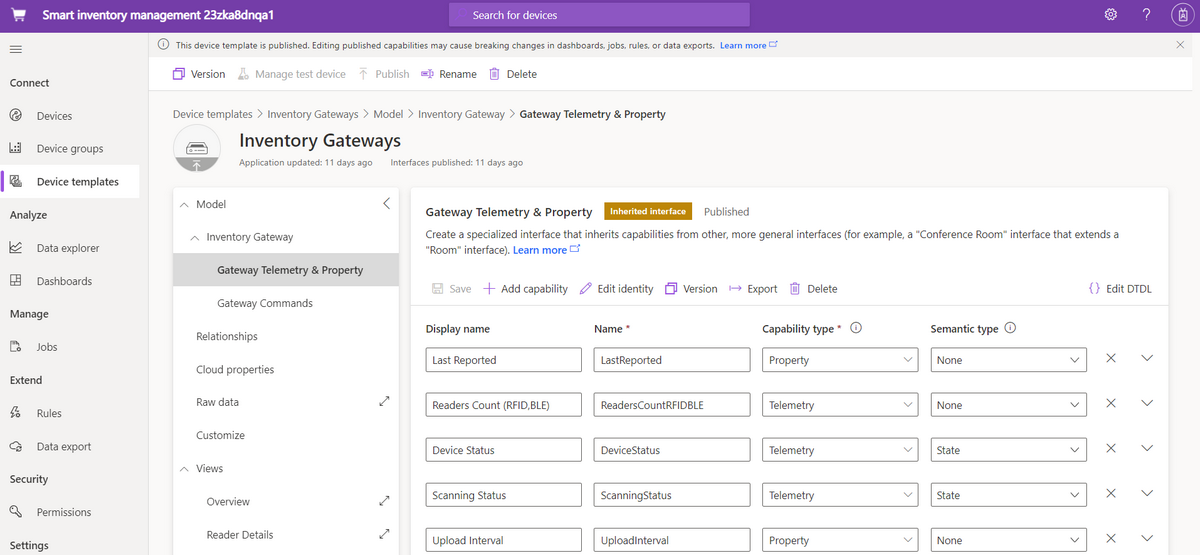 Smart inventory management 23zka8dnqa1
Search for devices
?
This device template is published. Editing published capabilities may cause breaking changes in dashboards, jobs, rules, or data exports. Learn more
Version
Manage test device
Publish
Rename
Delete
Connect
Devices
Device groups
Device templates
Analyze
Data explorer
Dashboards
Manage
Jobs
Extend
Rules
Data export
Security
Permissions
Settings
Device templates > Inventory Gateways > Model > Inventory Gateway > Gateway Telemetry & Property
Inventory Gateways
Application updated: 11 days ago Interfaces published: 11 days ago
Model
Inventory Gateway
Gateway Telemetry & Property
Gateway Commands
Relationships
Cloud properties
Raw data
Customize
Views
Overview
Reader Details
Gateway Telemetry & Property Inherited interface Published
Create a specialized interface that inherits capabilities from other, more general interfaces (for example, a "Conference Room" interface that extends a
"Room" interface). Learn more
Save Add capability Edit identity Version Export Delete {} Edit DTDL
Display name Name * Capability type * Semantic type
Last Reported LastReported Property None
Readers Count (RFID,BLE) ReadersCountRFIDBLE Telemetry None
Device Status DeviceStatus Telemetry State
Scanning Status ScanningStatus Telemetry State
Upload Interval UploadInterval Property None